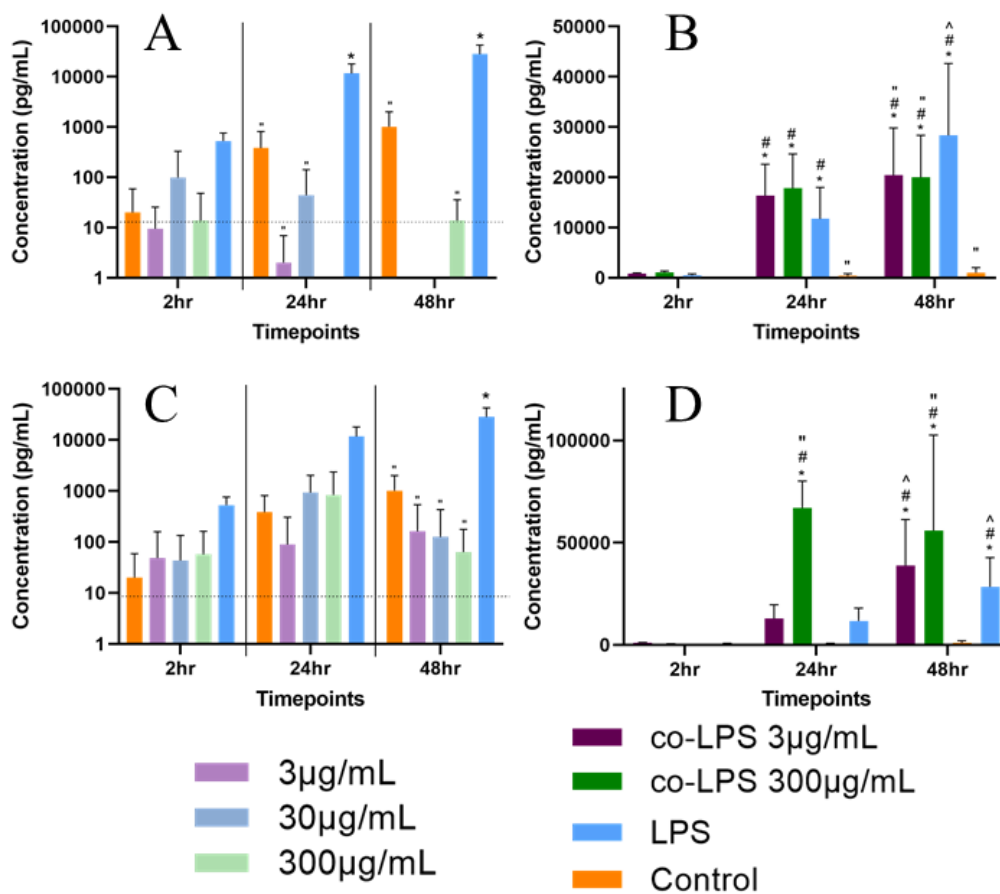 A
Concentration (pg/mL)
100000
10000
1000
100
10
1
" " " * " " *
2hr 24hr 48hr
Timepoints
B
Concentration (pg/mL)
50000
40000
30000
20000
10000
0
# * # * # * " " # * " # * ^ # * "
2hr 24hr 48hr
Timepoints
C
Concentration (pg/mL)
100000
10000
1000
100
10
1
" " " " *
2hr 24hr 48hr
Timepoints
D
Concentration (pg/mL)
100000
50000
0
" # * ^ # * " # * ^ # *
2hr 24hr 48hr
Timepoints
3µg/mL
30µg/mL
300µg/mL
co-LPS 3µg/mL
co-LPS 300µg/mL
LPS
Control